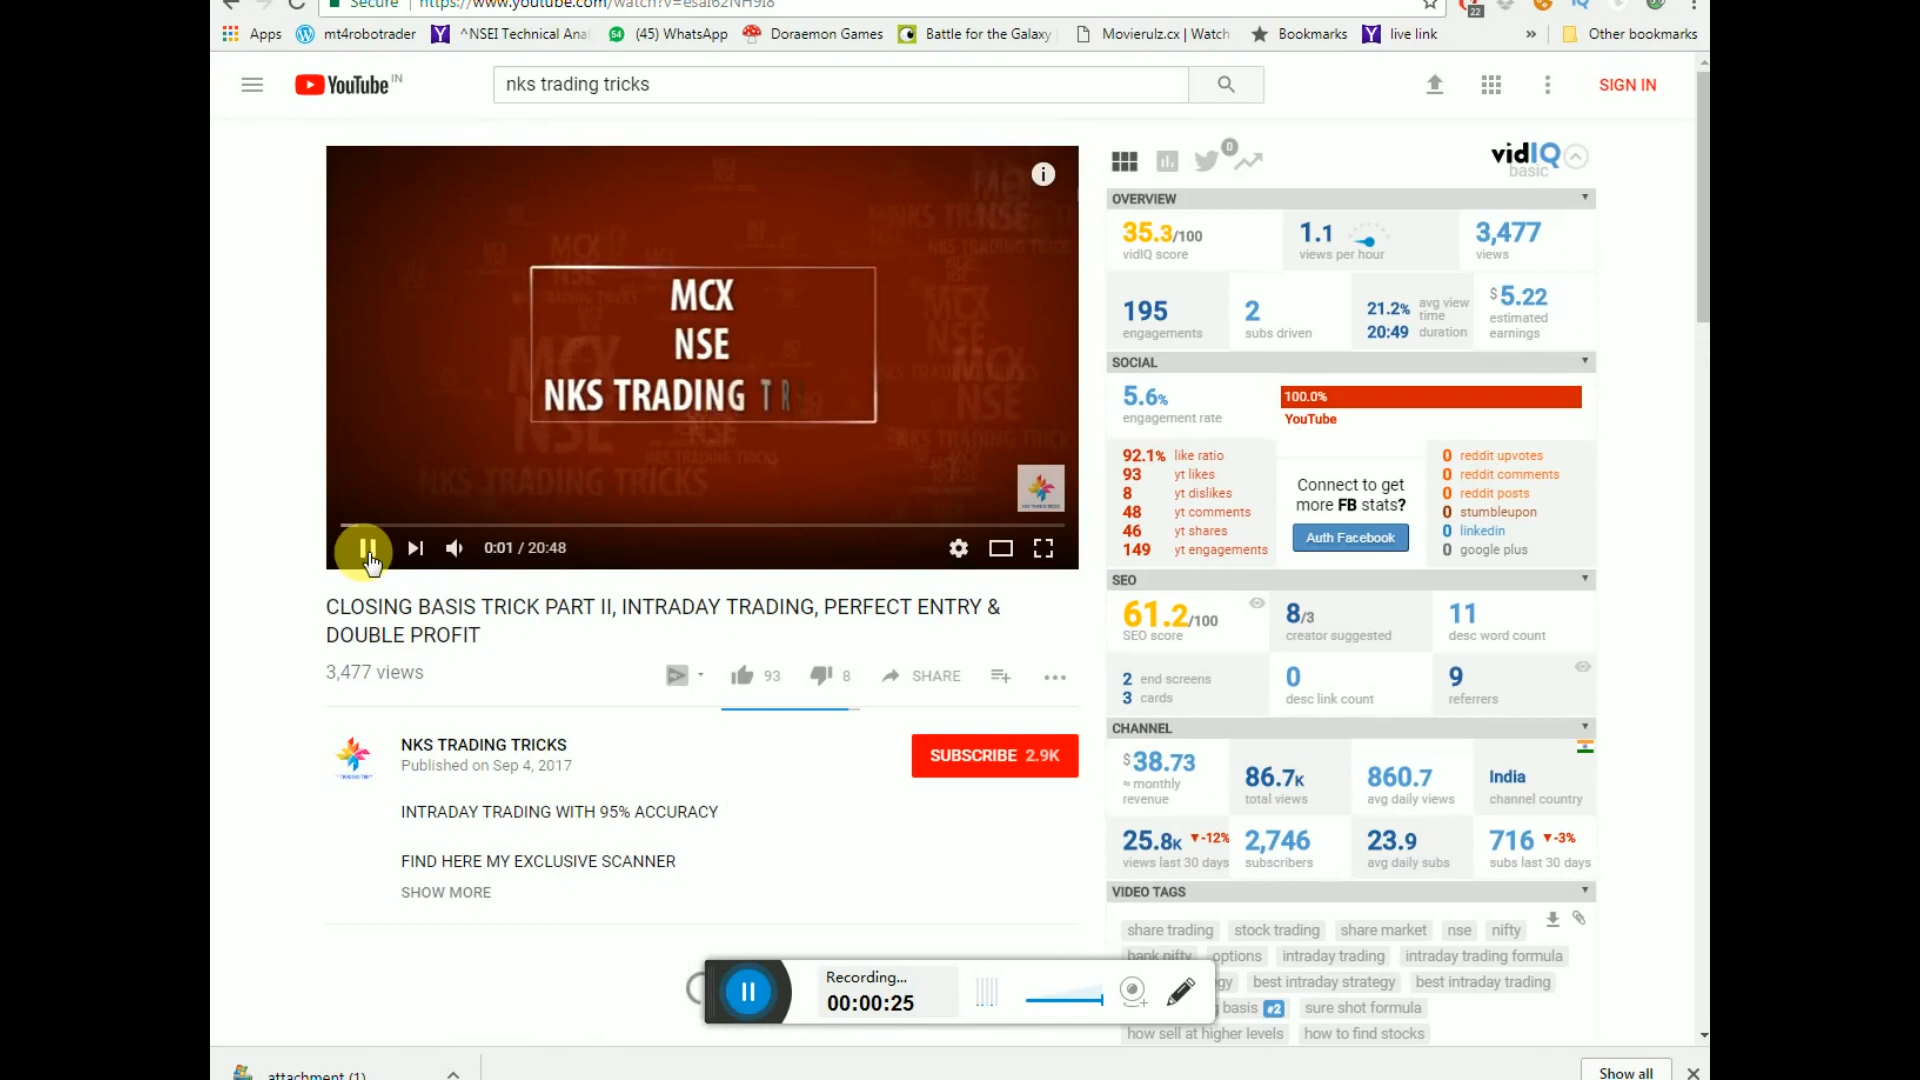 Secure
https://www.youtube.com/watch?v=esaI62NH9I8
22
Apps
mt4robotrader
^NSEI Technical Ana
(45) WhatsApp
Doraemon Games
Battle for the Galaxy
Movierulz.cx | Watch
Bookmarks
live link
»
Other bookmarks
YouTube IN
nks trading tricks
SIGN IN
MCX
NSE
NKS TRADING TR
0:01 / 20:48
CLOSING BASIS TRICK PART II, INTRADAY TRADING, PERFECT ENTRY &
DOUBLE PROFIT
3,477 views
93
8
SHARE
NKS TRADING TRICKS
Published on Sep 4, 2017
SUBSCRIBE 2.9K
INTRADAY TRADING WITH 95% ACCURACY
FIND HERE MY EXCLUSIVE SCANNER
SHOW MORE
0
vidIQ
basic
OVERVIEW
35.3/100
vidIQ score
1.1
views per hour
3,477
views
195
engagements
2
subs driven
21.2% avg view time
20:49 duration
$5.22
estimated
earnings
SOCIAL
5.6%
engagement rate
100.0%
YouTube
92.1% like ratio
93 yt likes
8 yt dislikes
48 yt comments
46 yt shares
149 yt engagements
Connect to get
more FB stats?
Auth Facebook
0 reddit upvotes
0 reddit comments
0 reddit posts
0 stumbleupon
0 linkedin
0 google plus
SEO
61.2/100
SEO score
8/3
creator suggested
11
desc word count
2 end screens
3 cards
0
desc link count
9
referrers
CHANNEL
$38.73
≈ monthly
revenue
86.7K
total views
860.7
avg daily views
India
channel country
25.8K ▼-12%
views last 30 days
2,746
subscribers
23.9
avg daily subs
716 ▼-3%
subs last 30 days
VIDEO TAGS
share trading
stock trading
share market
nse
nifty
bank nifty
options
intraday trading
intraday trading formula
gy
best intraday strategy
best intraday trading
basis #2
sure shot formula
how sell at higher levels
how to find stocks
Recording...
00:00:25
attachment (1)
Show all